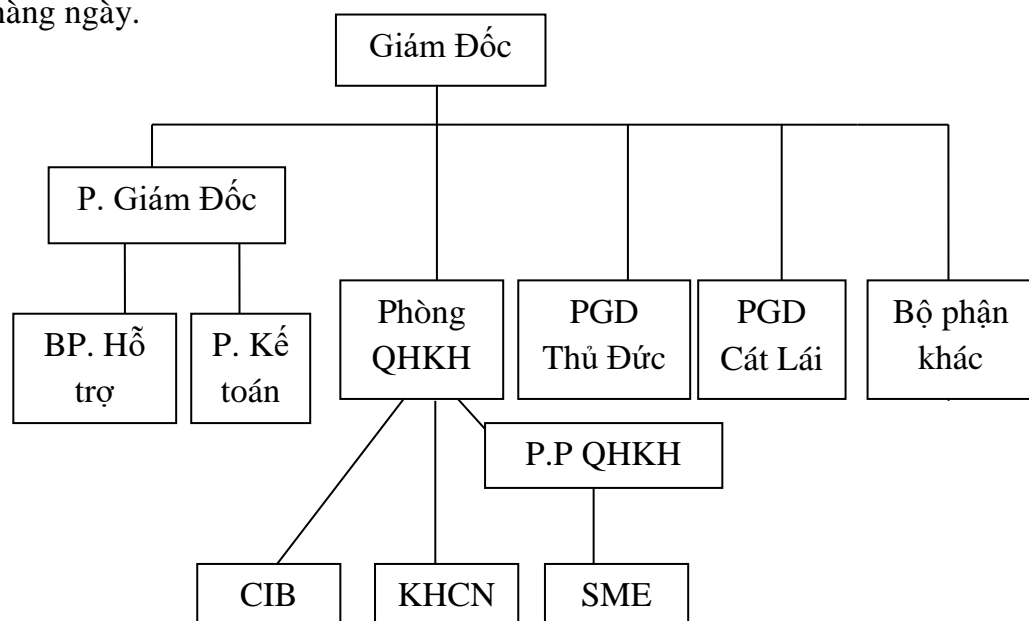 hàng ngày.
Giám Đốc
P. Giám Đốc
Phòng
QHKH
PGD
Thủ Đức
PGD
Cát Lái
Bộ phận
khác
BP. Hỗ
trợ
P. Kế
toán
P.P QHKH
CIB
KHCN
SME